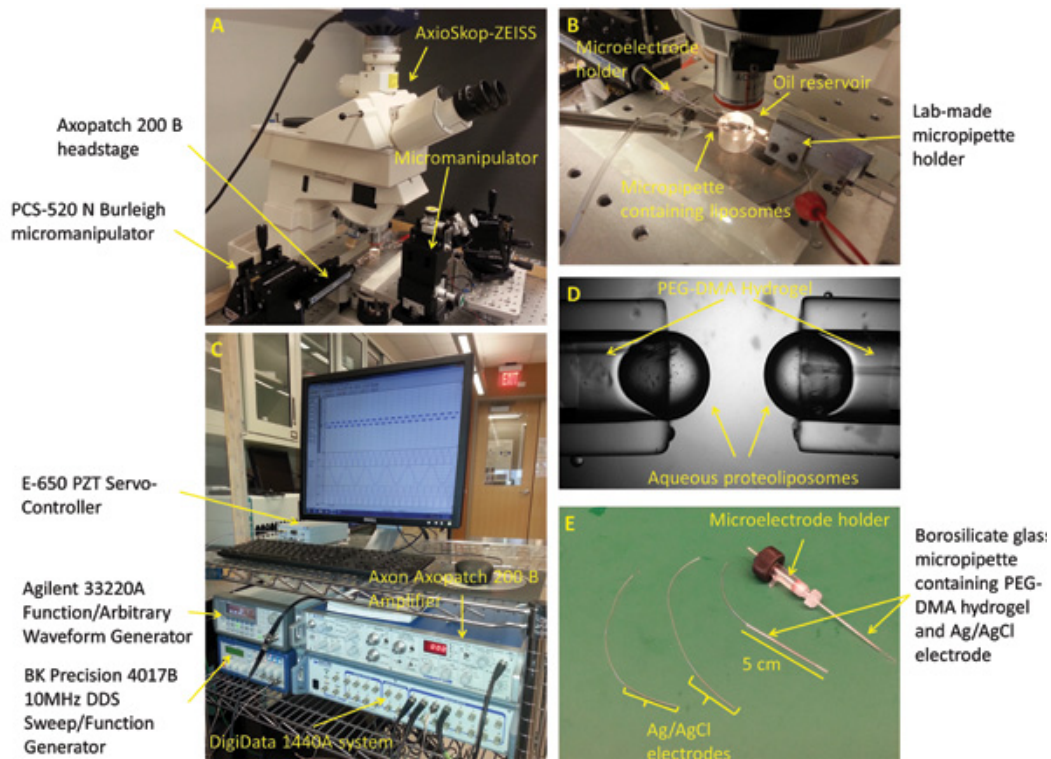 A
AxioSkop-ZEISS
Axopatch 200 B
headstage
Micromanipulator
PCS-520 N Burleigh
micromanipulator
B
Microelectrode
holder
Oil reservoir
Lab-made
micropipette
holder
Micropipette
containing liposomes
C
EXIT
E-650 PZT Servo-
Controller
Axon Axopatch 200 B
Amplifier
Agilent 33220A
Function/Arbitrary
Waveform Generator
BK Precision 4017B
10MHz DDS
Sweep/Function
Generator
DigiData 1440A system
D
PEG-DMA Hydrogel
Aqueous proteoliposomes
E
Microelectrode holder
Borosilicate glass
micropipette
containing PEG-
DMA hydrogel
and Ag/AgCl
electrode
5 cm
Ag/AgCl
electrodes